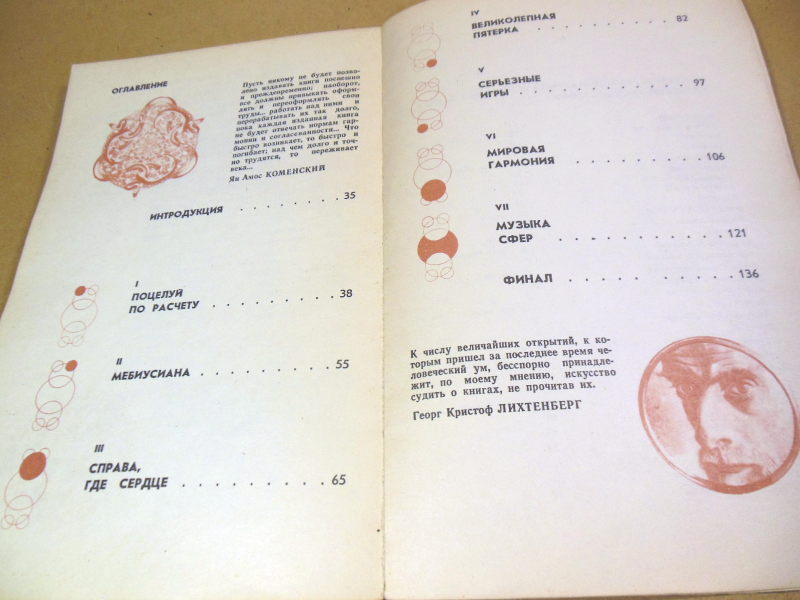 ОГЛАВЛЕНИЕ
Пусть никому не будет позво-
лено издавать книги поспешно
и преждевременно; наоборот,
все должны привыкать оформ-
лять и переоформлять свои
труды... работать над ними и
перерабатывать их так долго,
пока каждая изданная книга
не будет отвечать нормам гар-
монии и согласованности... Что
быстро возникает, то быстро и
погибает; над чем долго и точ-
но трудятся, то переживает
века...
Ян Амос КОМЕНСКИЙ
ИНТРОДУКЦИЯ . . . . . . . . 35
I
ПОЦЕЛУЙ
ПО РАСЧЕТУ . . . . . . . . . 38
II
МЕБИУСИАНА . . . . . . . . . 55
III
СПРАВА,
ГДЕ СЕРДЦЕ . . . . . . . . . 65
IV
ВЕЛИКОЛЕПНАЯ
ПЯТЕРКА . . . . . . . . . 82
V
СЕРЬЕЗНЫЕ
ИГРЫ . . . . . . . . . . . 97
VI
МИРОВАЯ
ГАРМОНИЯ . . . . . . . . . 106
VII
МУЗЫКА
СФЕР . . . . . . . . . . . 121
ФИНАЛ . . . . . . . . . 136
К числу величайших открытий, к ко-
торым пришел за последнее время че-
ловеческий ум, бесспорно принадле-
жит, по моему мнению, искусство
судить о книгах, не прочитав их.
Георг Кристоф ЛИХТЕНБЕРГ